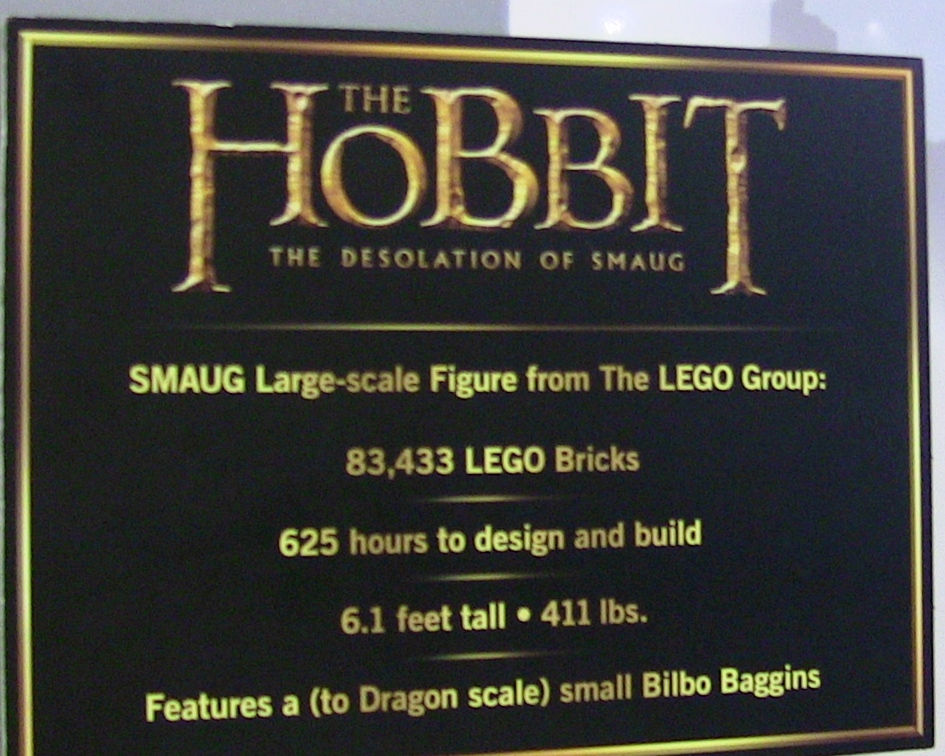 THE
HOBBIT
THE DESOLATION OF SMAUG
SMAUG Large-scale Figure from The LEGO Group:
83,433 LEGO Bricks
625 hours to design and build
6.1 feet tall • 411 lbs.
Features a (to Dragon scale) small Bilbo Baggins